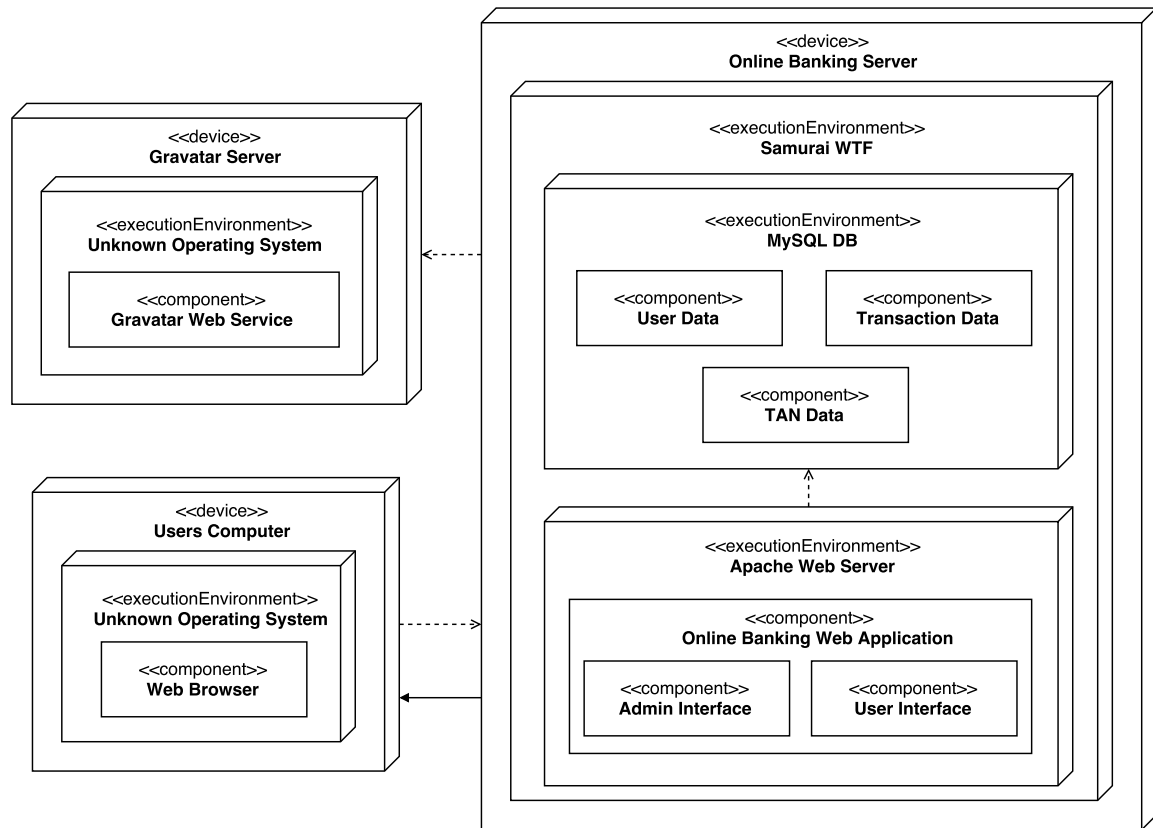 <<device>>
Gravatar Server
<<executionEnvironment>>
Unknown Operating System
<<component>>
Gravatar Web Service
<<device>>
Users Computer
<<executionEnvironment>>
Unknown Operating System
<<component>>
Web Browser
<<device>>
Online Banking Server
<<executionEnvironment>>
Samurai WTF
<<executionEnvironment>>
MySQL DB
<<component>>
User Data
<<component>>
Transaction Data
<<component>>
TAN Data
<<executionEnvironment>>
Apache Web Server
<<component>>
Online Banking Web Application
<<component>>
Admin Interface
<<component>>
User Interface